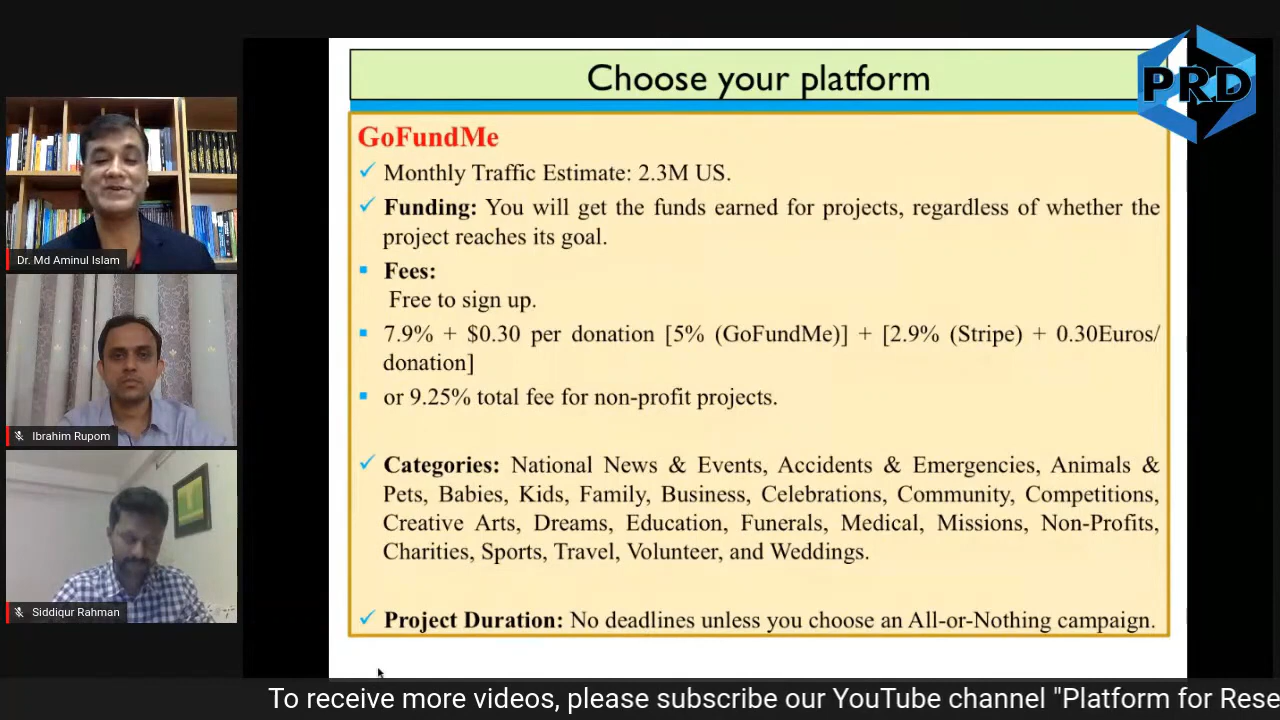 Choose your platform
PRD
GoFundMe
Monthly Traffic Estimate: 2.3M US.
Funding: You will get the funds earned for projects, regardless of whether the
project reaches its goal.
Fees:
Free to sign up.
7.9% + $0.30 per donation [5% (GoFundMe)] + [2.9% (Stripe) + 0.30Euros/
donation]
or 9.25% total fee for non-profit projects.
Categories: National News & Events, Accidents & Emergencies, Animals &
Pets, Babies, Kids, Family, Business, Celebrations, Community, Competitions,
Creative Arts, Dreams, Education, Funerals, Medical, Missions, Non-Profits,
Charities, Sports, Travel, Volunteer, and Weddings.
Project Duration: No deadlines unless you choose an All-or-Nothing campaign.
Dr. Md Aminul Islam
Ibrahim Rupom
Siddiqur Rahman
To receive more videos, please subscribe our YouTube channel "Platform for Rese